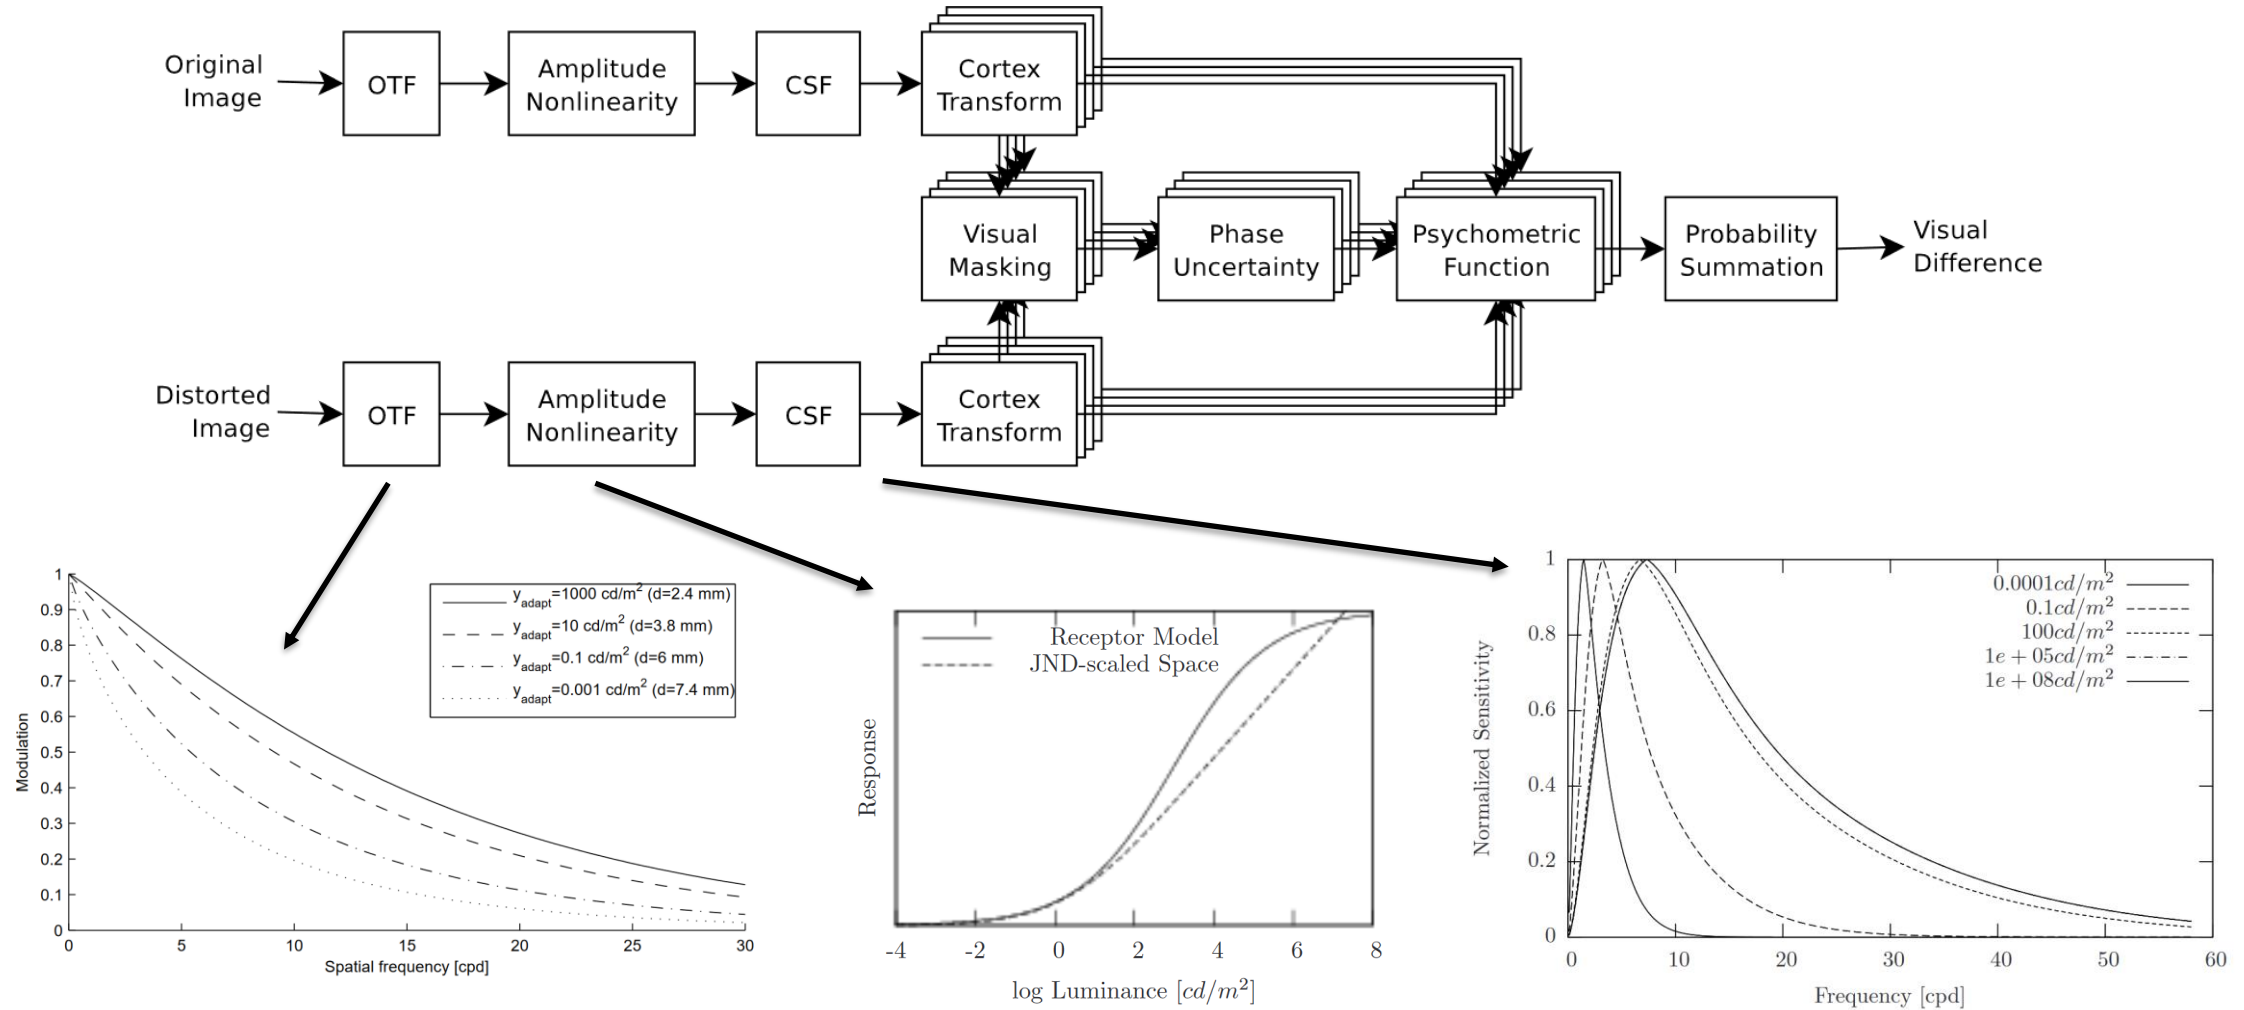 Original
Image
OTF
Amplitude
Nonlinearity
CSF
Cortex
Transform
Visual
Masking
Phase
Uncertainty
Psychometric
Function
Probability
Summation
Visual
Difference
Distorted
Image
OTF
Amplitude
Nonlinearity
CSF
Cortex
Transform
1
0.9
0.8
0.7
0.6
0.5
0.4
0.3
0.2
0.1
0
Modulation
0 5 10 15 20 25 30
Spatial frequency [cpd]
y_adapt=1000 cd/m² (d=2.4 mm)
y_adapt=10 cd/m² (d=3.8 mm)
y_adapt=0.1 cd/m² (d=6 mm)
y_adapt=0.001 cd/m² (d=7.4 mm)
Receptor Model
JND-scaled Space
Response
-4 -2 0 2 4 6 8
log Luminance [cd/m²]
1
0.8
0.6
0.4
0.2
0
Normalized Sensitivity
0.0001cd/m²
0.1cd/m²
100cd/m²
1e + 05cd/m²
1e + 08cd/m²
0 10 20 30 40 50 60
Frequency [cpd]